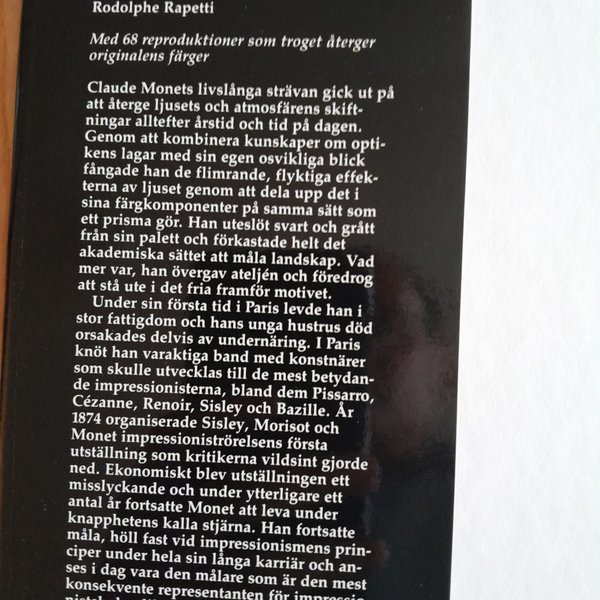 Rodolphe Rapetti
Med 68 reproduktioner som troget återger
originalens färger
Claude Monets livslånga strävan gick ut på
att återge ljusets och atmosfärens skift-
ningar alltefter årstid och tid på dagen.
Genom att kombinera kunskaper om opti-
kens lagar med sin egen osvikliga blick
fångade han de flimrande, flyktiga effek-
terna av ljuset genom att dela upp det i
sina färgkomponenter på samma sätt som
ett prisma gör. Han uteslöt svart och grått
från sin palett och förkastade helt det
akademiska sättet att måla landskap. Vad
mer var, han övergav ateljén och föredrog
att stå ute i det fria framför motivet.
Under sin första tid i Paris levde han i
stor fattigdom och hans unga hustrus död
orsakades delvis av undernäring. I Paris
knöt han varaktiga band med konstnärer
som skulle utvecklas till de mest betydan-
de impressionisterna, bland dem Pissarro,
Cézanne, Renoir, Sisley och Bazille. År
1874 organiserade Sisley, Morisot och
Monet impressioniströrelsens första
utställning som kritikerna vildsint gjorde
ned. Ekonomiskt blev utställningen ett
misslyckande och under ytterligare ett
antal år fortsatte Monet att leva under
knapphetens kalla stjärna. Han fortsatte
måla, höll fast vid impressionismens prin-
ciper under hela sin långa karriär och an-
ses i dag vara den målare som är den mest
konsekvente representanten för impressio-